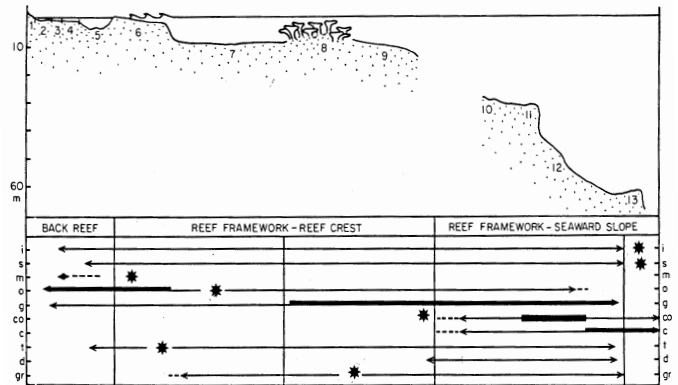 1 2 3 4 5 6 7 8 9
10
10 11 12 13
60
m
BACK REEF REEF FRAMEWORK-REEF CREST REEF FRAMEWORK-SEAWARD SLOPE
i i
s s
m m
o o
g g
co co
c c
t t
d d
gr gr